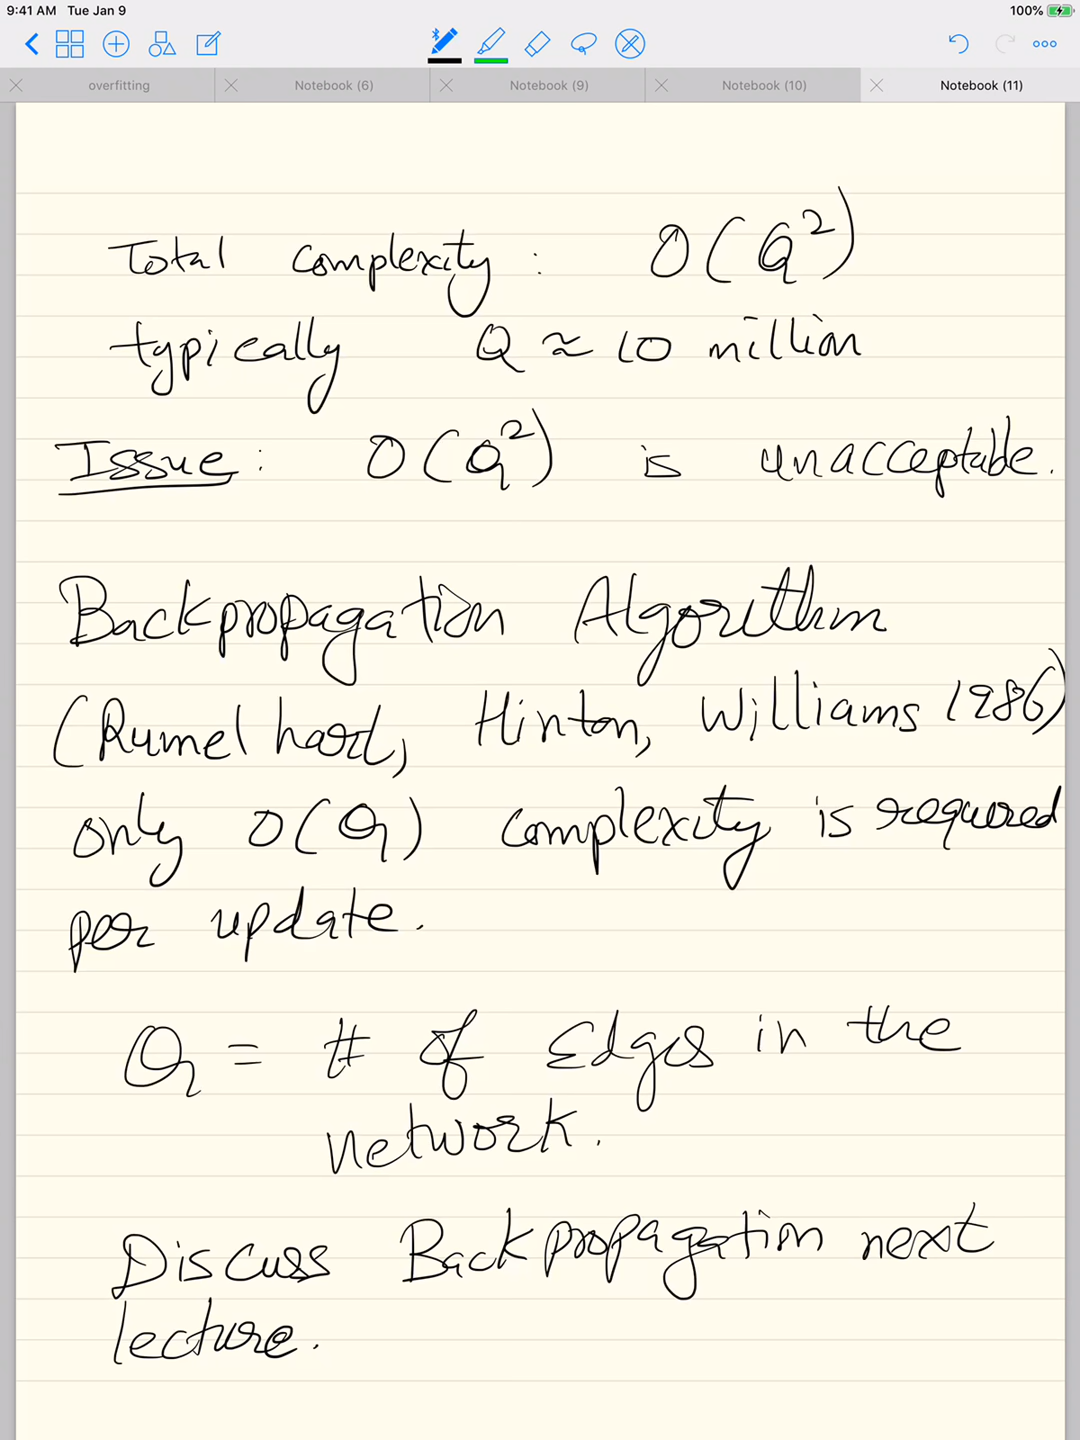 9:41 AM Tue Jan 9 100%
overfitting Notebook (6) Notebook (9) Notebook (10) Notebook (11)
Total complexity : O(Q²)
typically Q ≈ 10 million
Issue : O(Q²) is unacceptable.
Backpropagation Algorithm
(Rumelhart, Hinton, Williams 1986)
only O(Q) complexity is required
per update.
Q = # of Edges in the
network.
Discuss Backpropagation next
lecture.